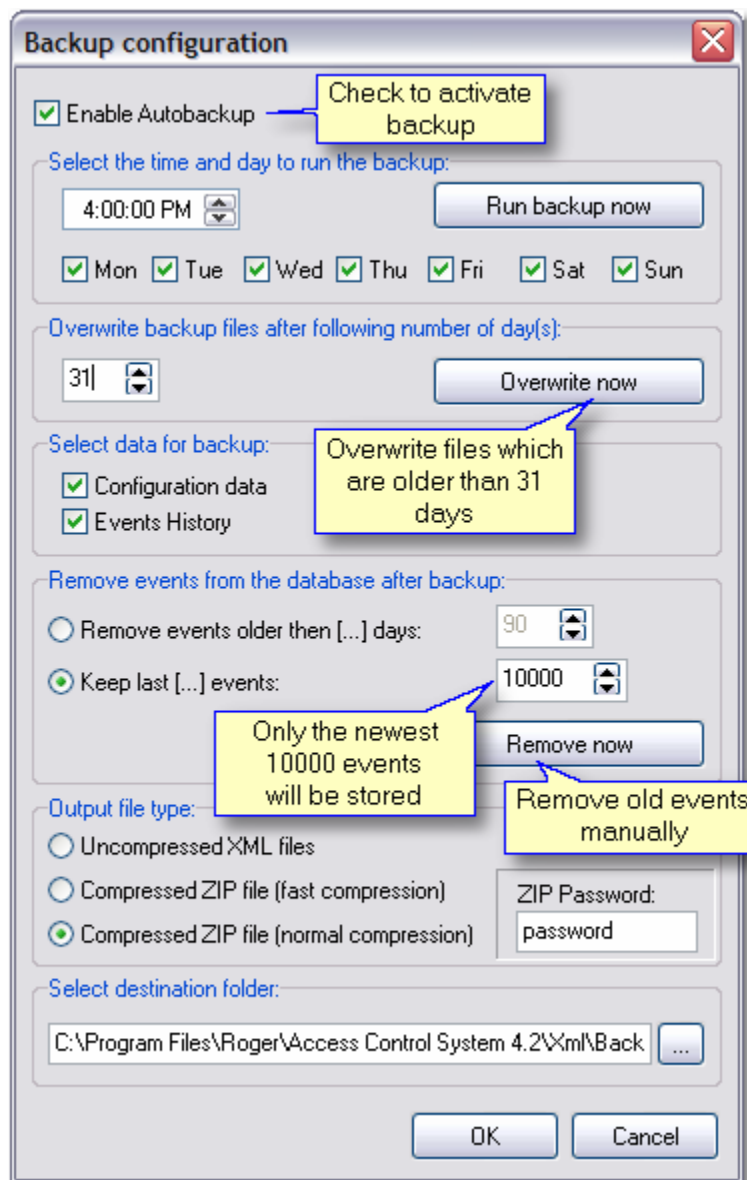 Backup configuration
Enable Autobackup
Check to activate
backup
Select the time and day to run the backup:
4:00:00 PM
Run backup now
Mon Tue Wed Thu Fri Sat Sun
Overwrite backup files after following number of day(s):
31
Overwrite now
Select data for backup:
Overwrite files which
are older than 31
days
Configuration data
Events History
Remove events from the database after backup:
Remove events older then [...] days:
90
Keep last [...] events:
10000
Only the newest
10000 events
will be stored
Remove now
Remove old events
manually
Output file type:
Uncompressed XML files
Compressed ZIP file (fast compression)
Compressed ZIP file (normal compression)
ZIP Password:
password
Select destination folder:
C:\Program Files\Roger\Access Control System 4.2\Xml\Back
...
OK
Cancel